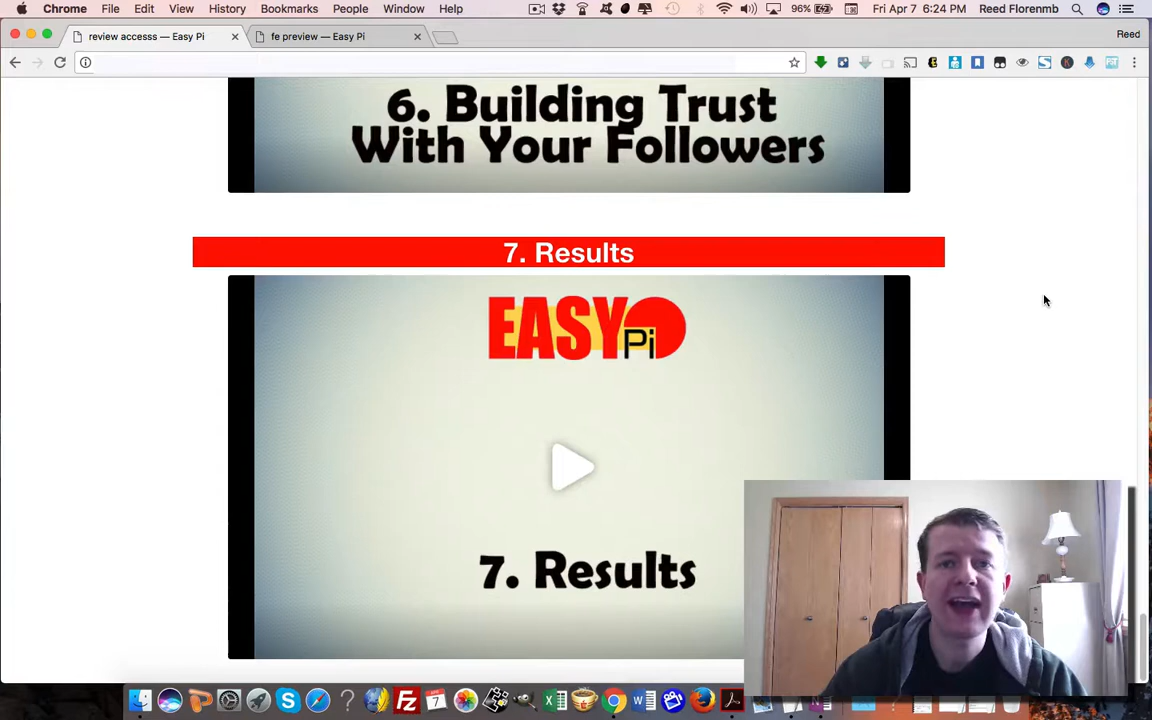 Chrome File Edit View History Bookmarks People Window Help 96% Fri Apr 7 6:24 PM Reed Florenmb
review accesss — Easy Pi
fe preview — Easy Pi
Reed
6. Building Trust
With Your Followers
7. Results
EASY
Pi
7. Results